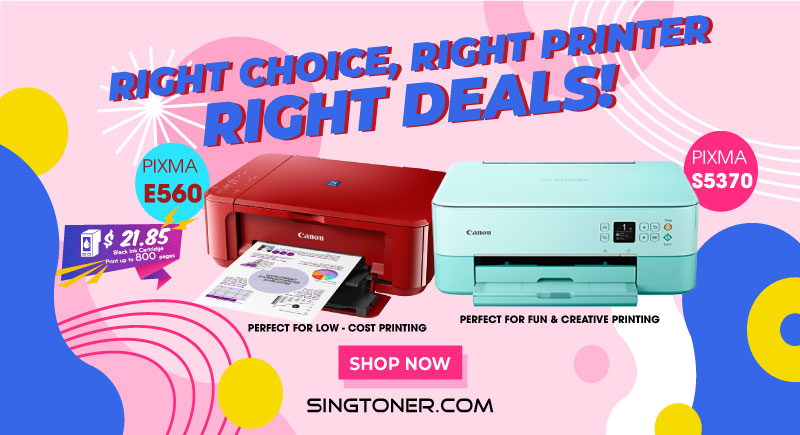 RIGHT CHOICE, RIGHT PRINTER
RIGHT DEALS!
PIXMA
E560
$ 21.85
Black Ink Cartridge
Print up to 800 pages
Canon
PERFECT FOR LOW - COST PRINTING
PIXMA
S5370
PIXMA
Canon
PERFECT FOR FUN & CREATIVE PRINTING
SHOP NOW
SINGTONER.COM